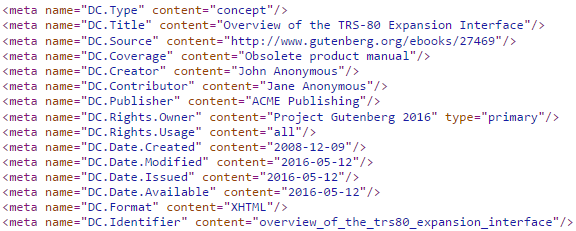 <meta name="DC.Type" content="concept"/>
<meta name="DC.Title" content="Overview of the TRS-80 Expansion Interface"/>
<meta name="DC.Source" content="http://www.gutenberg.org/ebooks/27469"/>
<meta name="DC.Coverage" content="Obsolete product manual"/>
<meta name="DC.Creator" content="John Anonymous"/>
<meta name="DC.Contributor" content="Jane Anonymous"/>
<meta name="DC.Publisher" content="ACME Publishing"/>
<meta name="DC.Rights.Owner" content="Project Gutenberg 2016" type="primary"/>
<meta name="DC.Rights.Usage" content="all"/>
<meta name="DC.Date.Created" content="2008-12-09"/>
<meta name="DC.Date.Modified" content="2016-05-12"/>
<meta name="DC.Date.Issued" content="2016-05-12"/>
<meta name="DC.Date.Available" content="2016-05-12"/>
<meta name="DC.Format" content="XHTML"/>
<meta name="DC.Identifier" content="overview_of_the_trs80_expansion_interface"/>